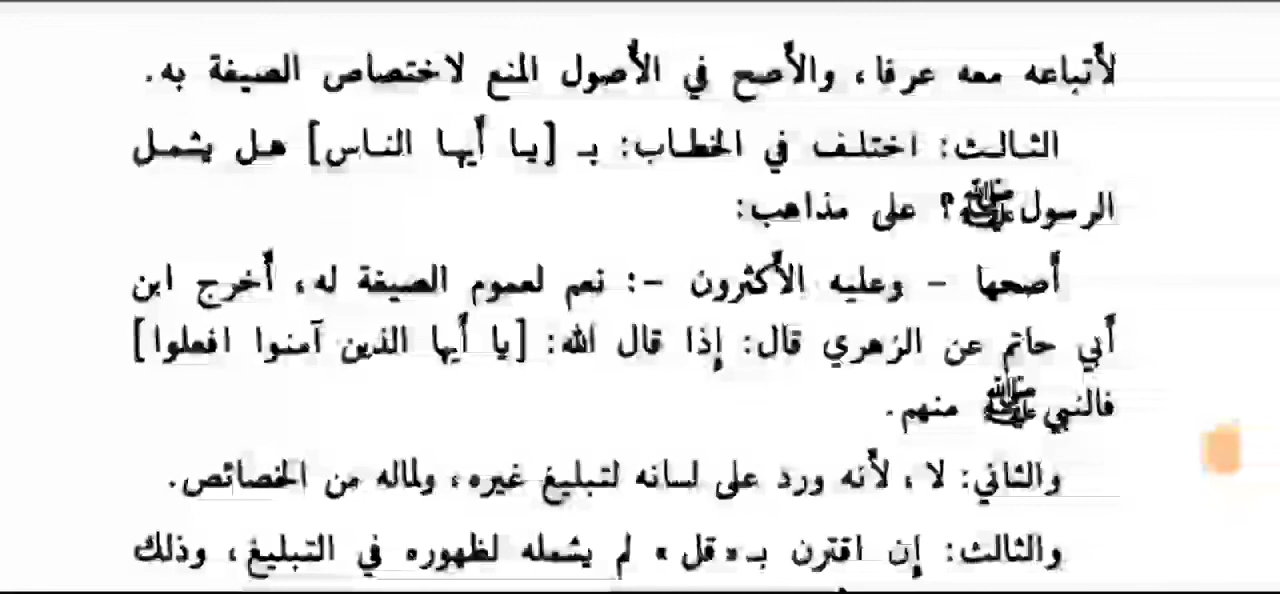 لأتباعه معه عرفا، والأصح في الأصول المنع لاختصاص الصيغة به.
الثالث: اختلف في الخطاب: بـ [يا أيها الناس] هل يشمل
الرسول ﷺ؟ على مذاهب:
أصحها - وعليه الأكثرون -: نعم لعموم الصيغة له، أخرج ابن
أبي حاتم عن الزهري قال: إذا قال الله: [يا أيها الذين آمنوا افعلوا]
فالنبي ﷺ منهم.
والثاني: لا، لأنه ورد على لسانه لتبليغ غيره، ولماله من الخصائص.
والثالث: إن اقترن بـ«قل» لم يشمله لظهوره في التبليغ، وذلك